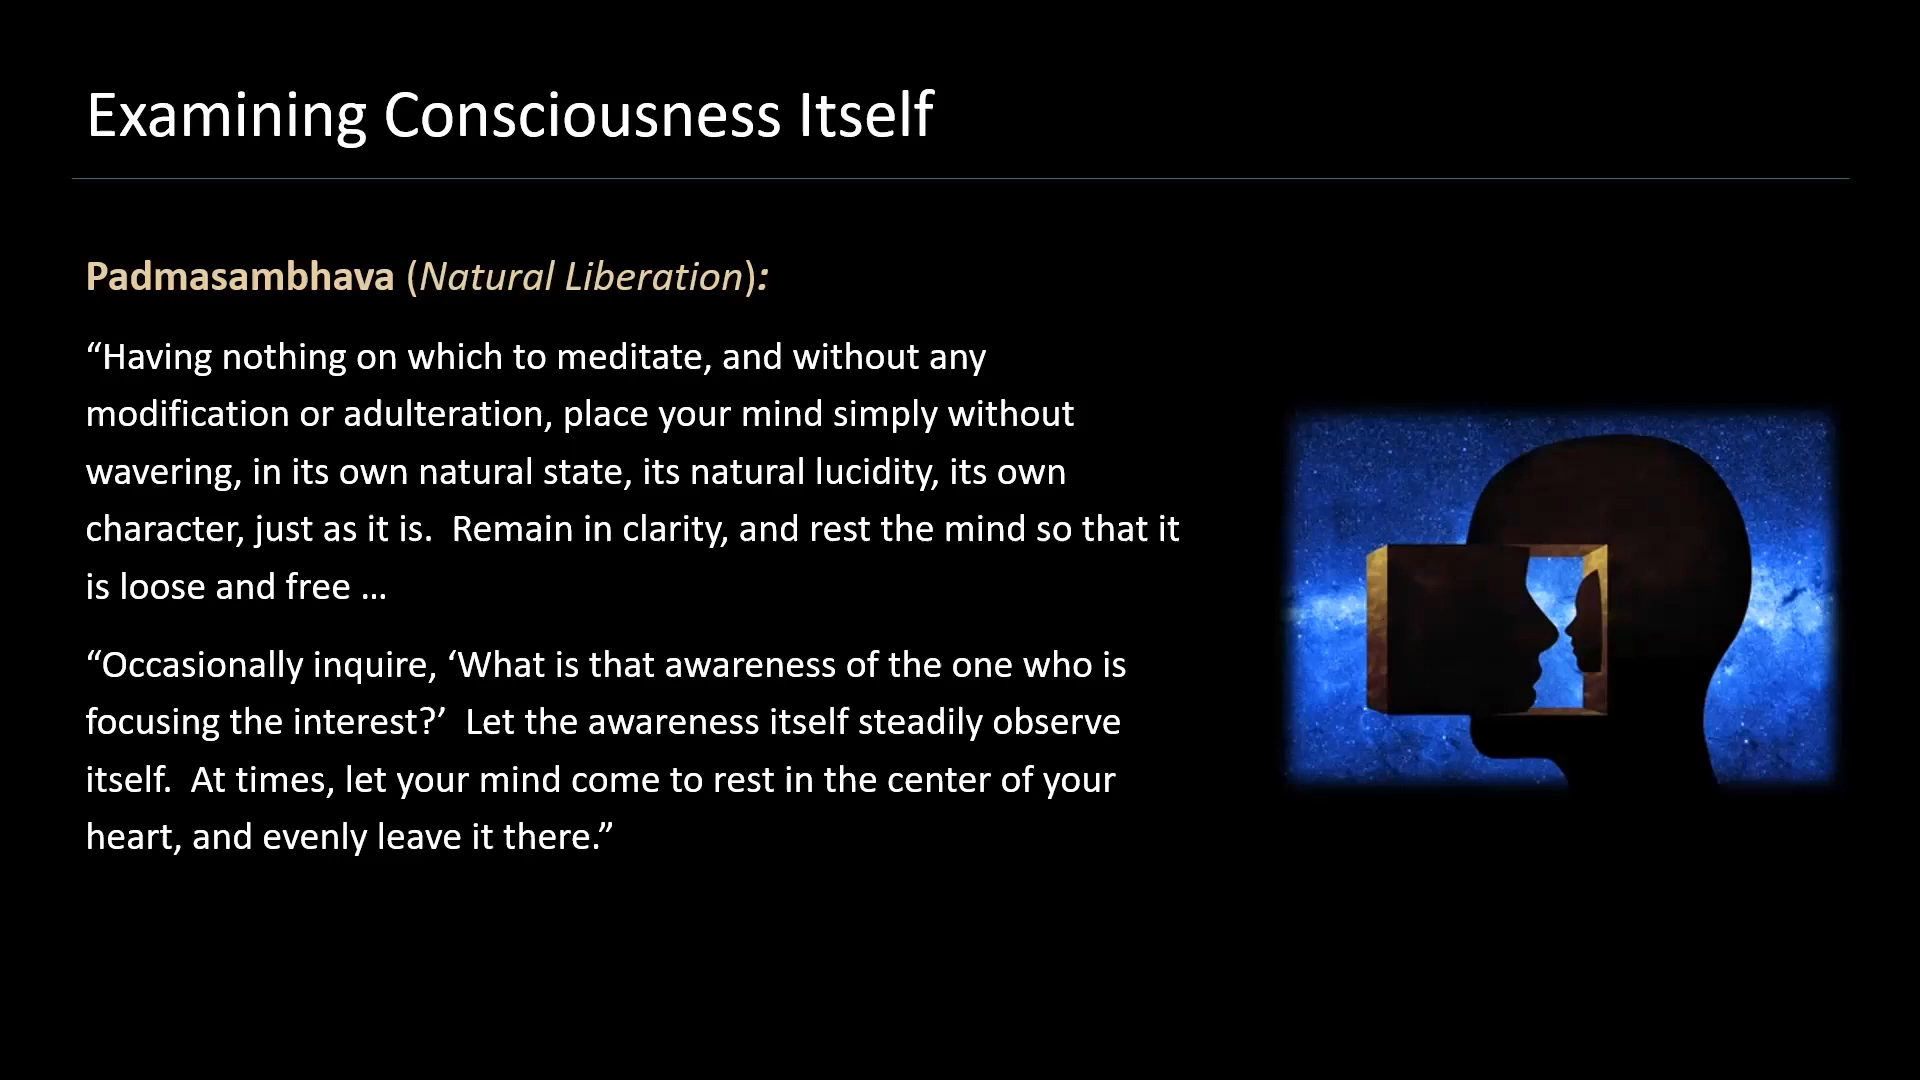 Examining Consciousness Itself
Padmasambhava (Natural Liberation):
“Having nothing on which to meditate, and without any
modification or adulteration, place your mind simply without
wavering, in its own natural state, its natural lucidity, its own
character, just as it is.  Remain in clarity, and rest the mind so that it
is loose and free …
“Occasionally inquire, ‘What is that awareness of the one who is
focusing the interest?’  Let the awareness itself steadily observe
itself.  At times, let your mind come to rest in the center of your
heart, and evenly leave it there.”